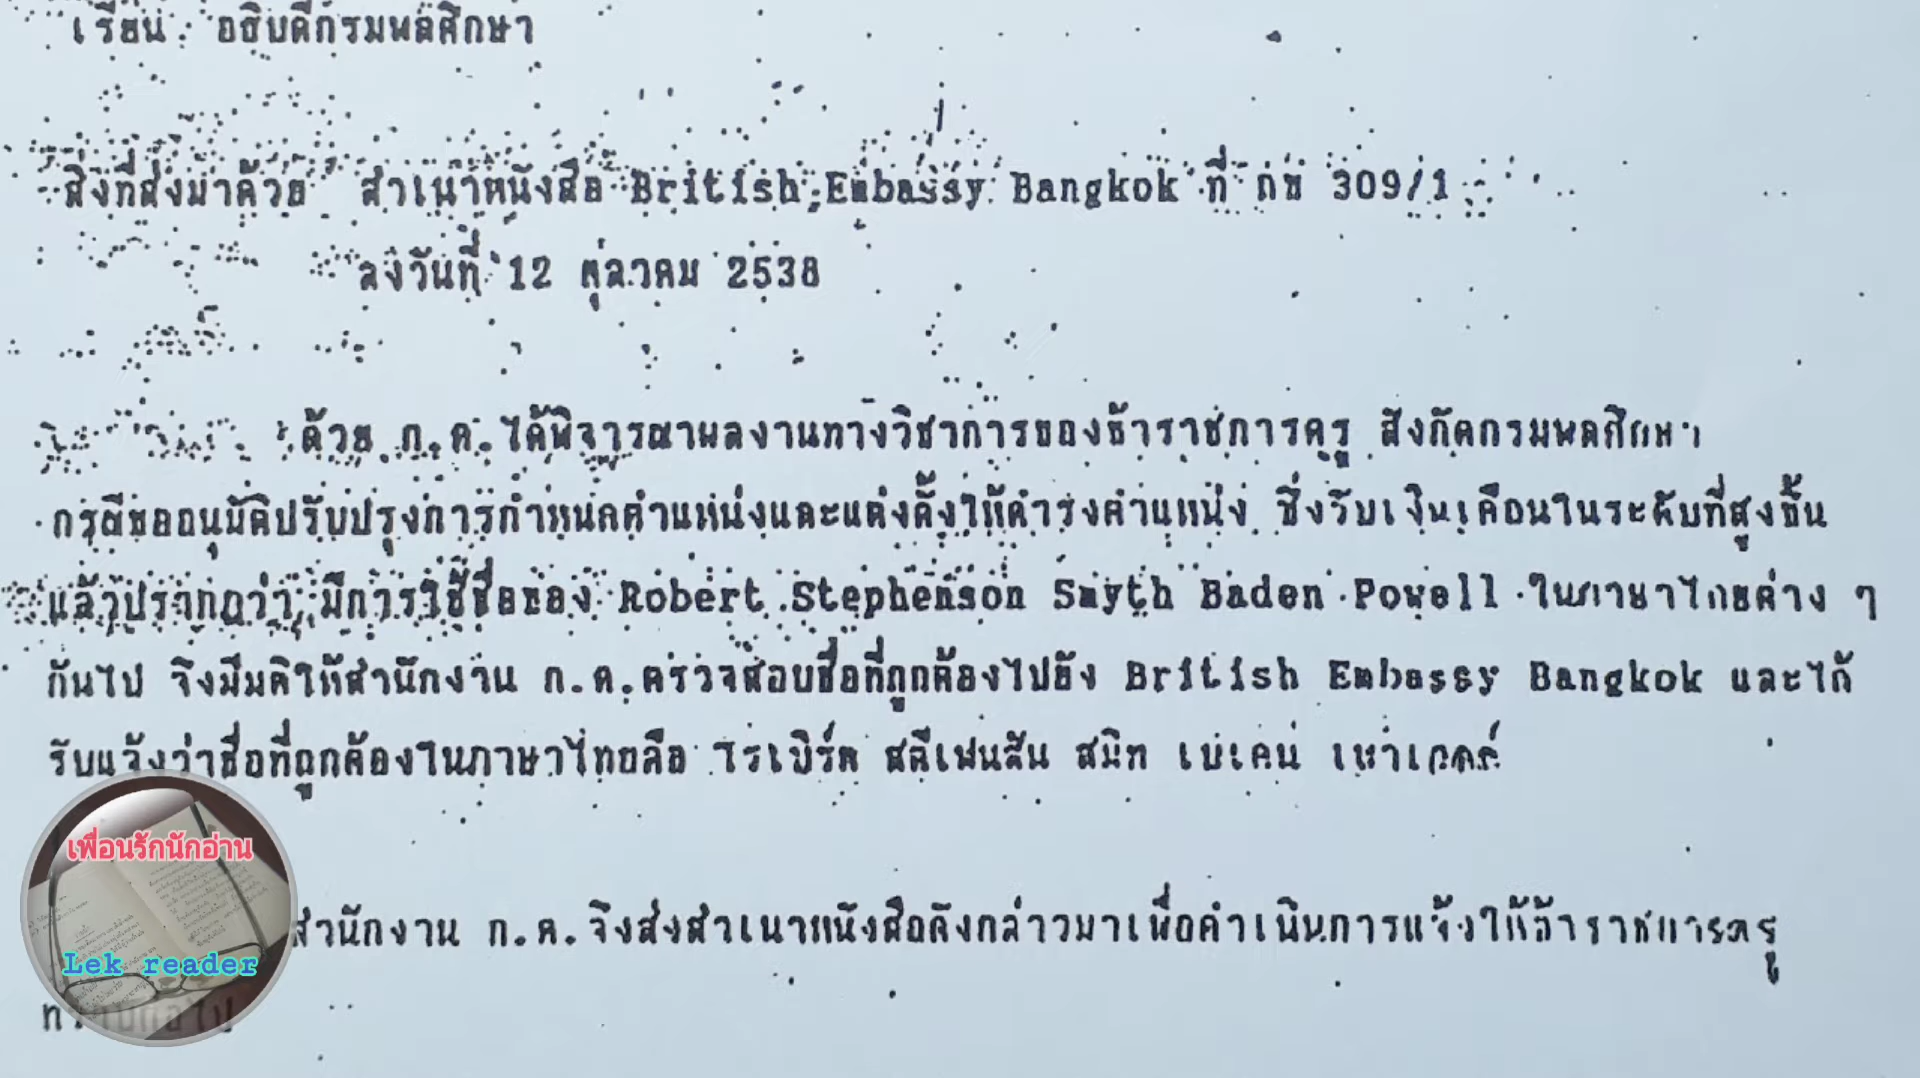 เรียน อธิบดีกรมพลศึกษา
สิ่งที่ส่งมาด้วย สำเนาหนังสือ British Embassy Bangkok ที่ กษ 309/1
ลงวันที่ 12 ตุลาคม 2538
ด้วย ก.ค. ได้พิจารณาผลงานทางวิชาการของข้าราชการครู สังกัดกรมพลศึกษา
กรณีขออนุมัติปรับปรุงการกำหนดตำแหน่งและแต่งตั้งให้ดำรงตำแหน่ง ซึ่งรับเงินเดือนในระดับที่สูงขึ้น
แล้วปรากฏว่า มีการใช้ชื่อของ Robert Stephenson Smyth Baden Powell ในภาษาไทยต่าง ๆ
กันไป จึงมีมติให้สำนักงาน ก.ค.ตรวจสอบชื่อที่ถูกต้องไปยัง British Embassy Bangkok และได้
รับแจ้งว่าชื่อที่ถูกต้องในภาษาไทยคือ โรเบิร์ต สตีเฟนสัน สมิท เบเดน เพาเวลล์
สำนักงาน ก.ค.จึงส่งสำเนาหนังสือดังกล่าวมาเพื่อดำเนินการแจ้งให้ข้าราชการครู
ทราบต่อไป
เพื่อนรักนักอ่าน
Lek reader